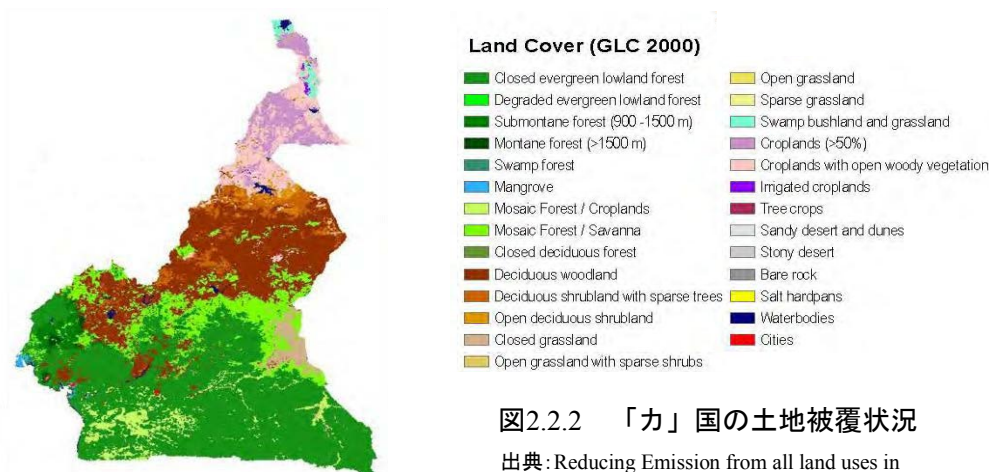 Land Cover (GLC 2000)
Closed evergreen lowland forest
Degraded evergreen lowland forest
Submontane forest (900 -1500 m)
Montane forest (>1500 m)
Swamp forest
Mangrove
Mosaic Forest / Croplands
Mosaic Forest / Savanna
Closed deciduous forest
Deciduous woodland
Deciduous shrubland with sparse trees
Open deciduous shrubland
Closed grassland
Open grassland with sparse shrubs
Open grassland
Sparse grassland
Swamp bushland and grassland
Croplands (>50%)
Croplands with open woody vegetation
Irrigated croplands
Tree crops
Sandy desert and dunes
Stony desert
Bare rock
Salt hardpans
Waterbodies
Cities
図2.2.2 「カ」国の土地被覆状況
出典:Reducing Emission from all land uses in